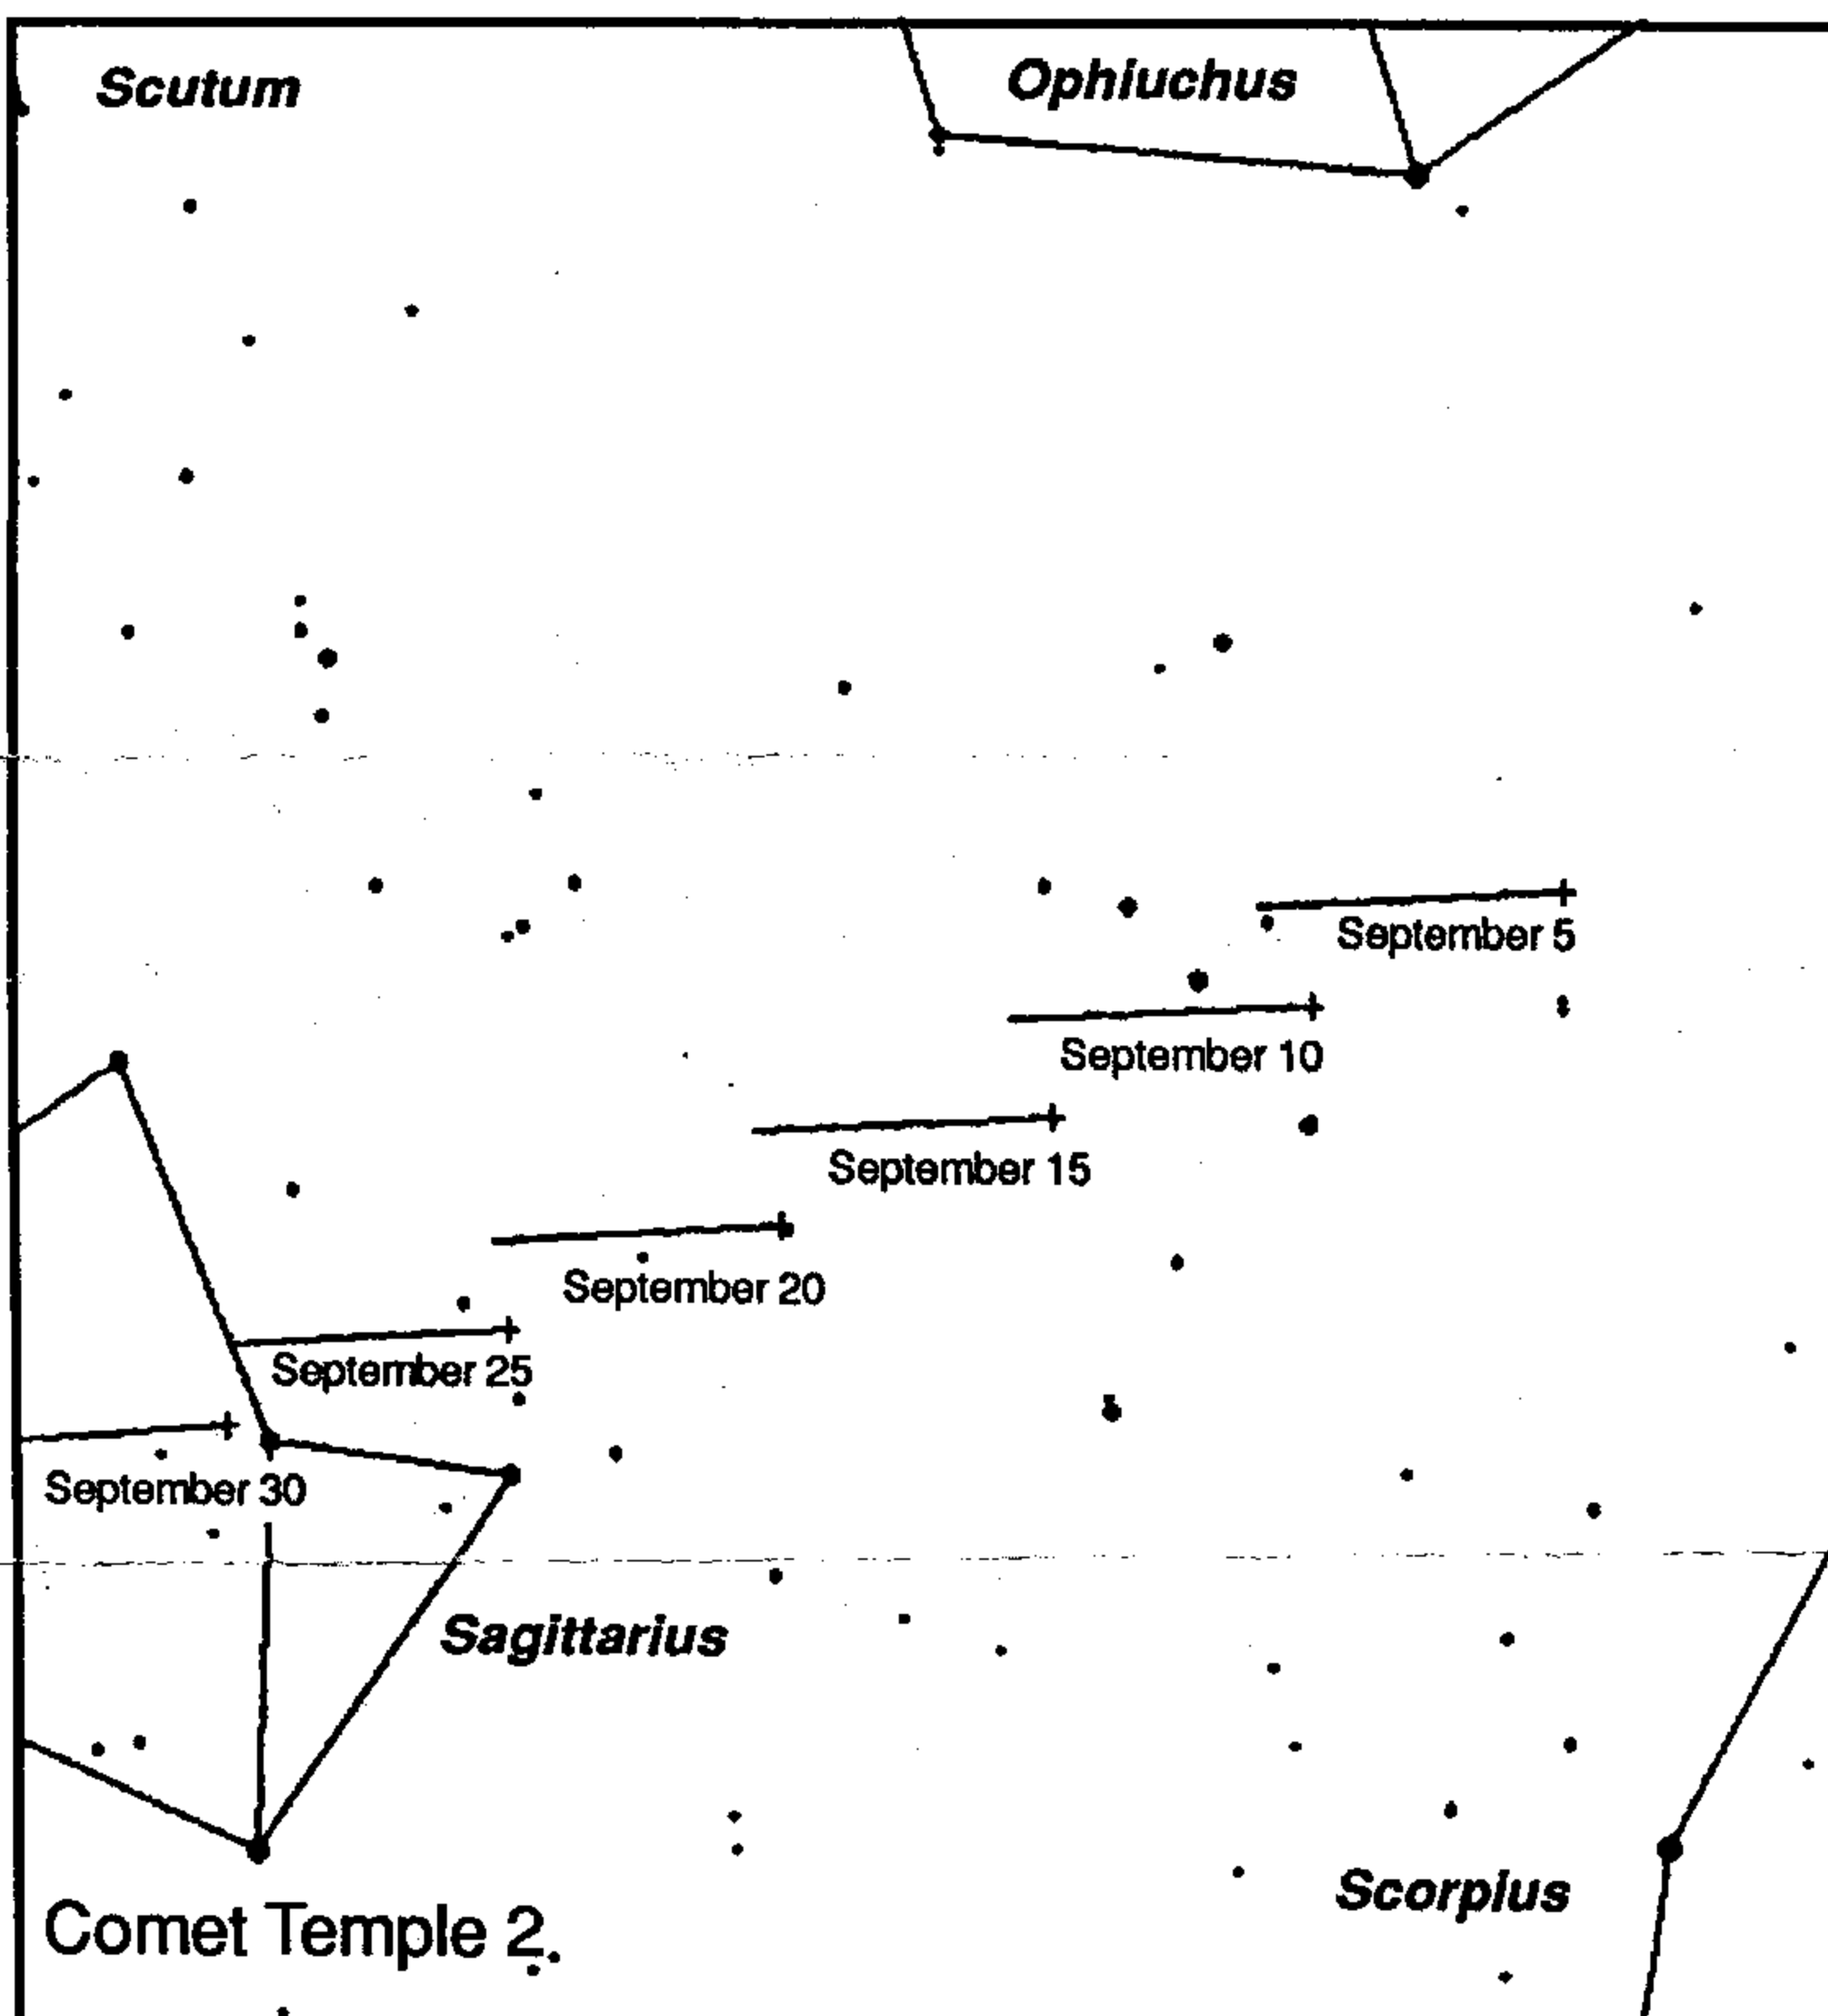 Scutum
Ophiuchus
September 5
September 10
September 15
September 20
September 25
September 30
Sagittarius
Scorpius
Comet Temple 2